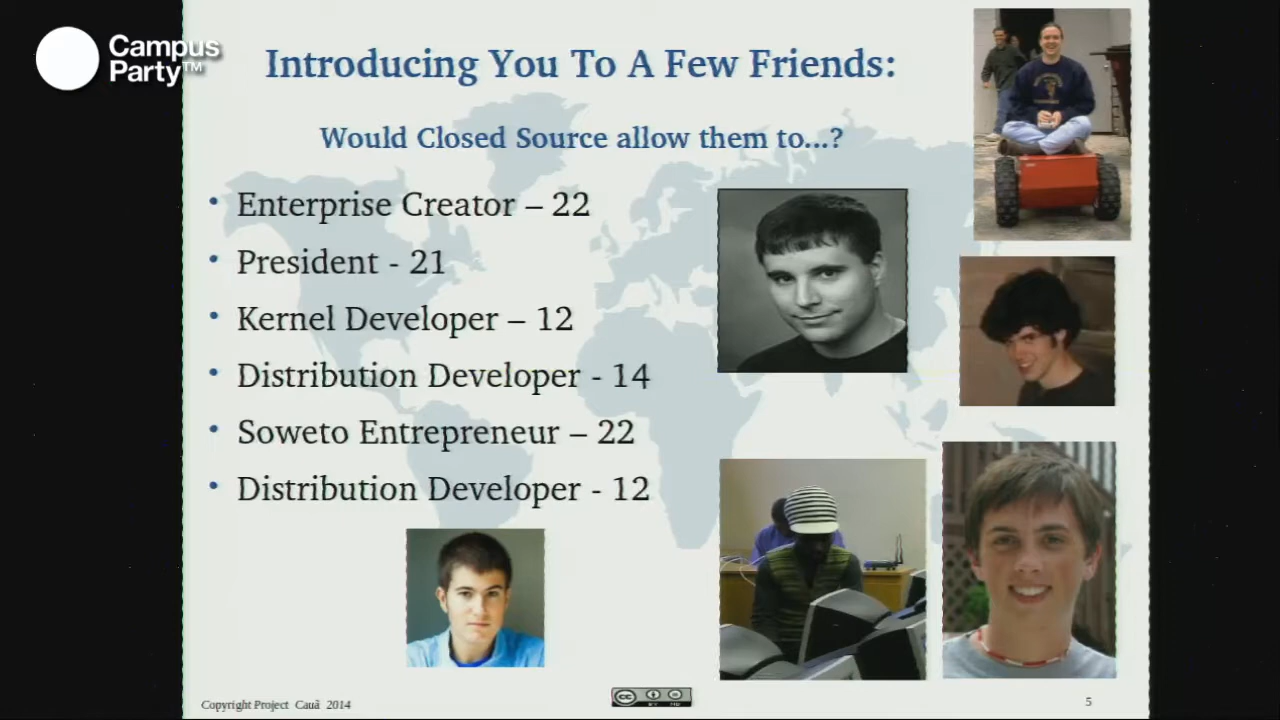 Campus
Party™
Introducing You To A Few Friends:
Would Closed Source allow them to...?
• Enterprise Creator – 22
• President - 21
• Kernel Developer – 12
• Distribution Developer - 14
• Soweto Entrepreneur – 22
• Distribution Developer - 12
Copyright Project Cauã 2014
cc
5